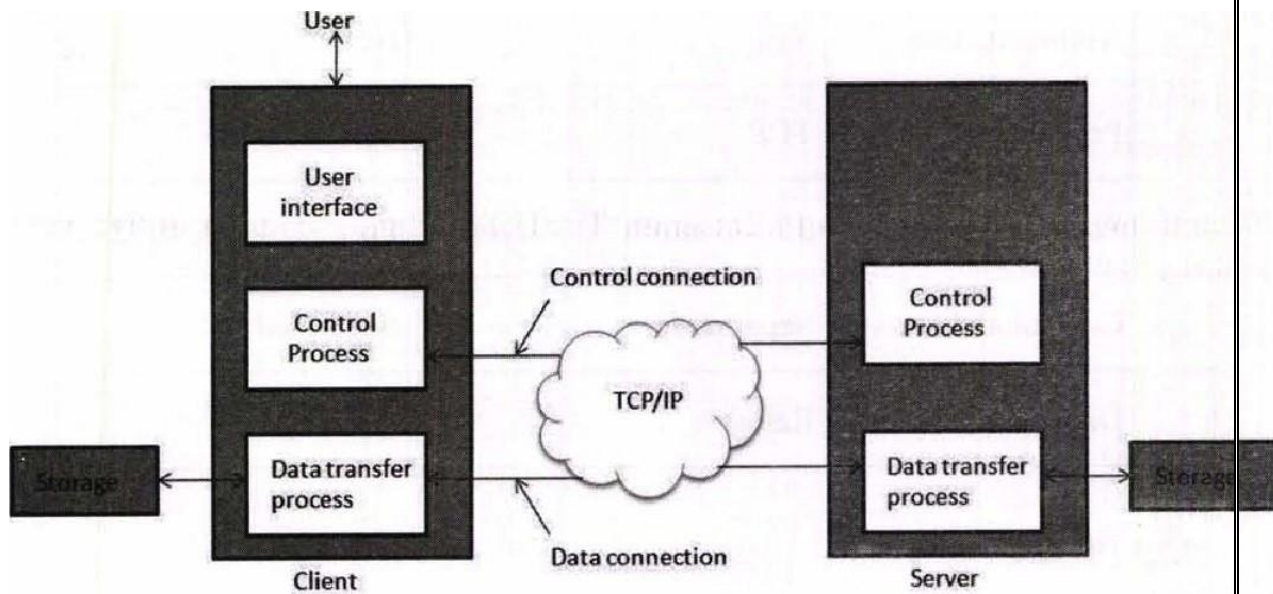 User
User
interface
Control connection
Control
Process
Control
Process
TCP/IP
Storage
Data transfer
process
Data transfer
process
Storage
Data connection
Client
Server